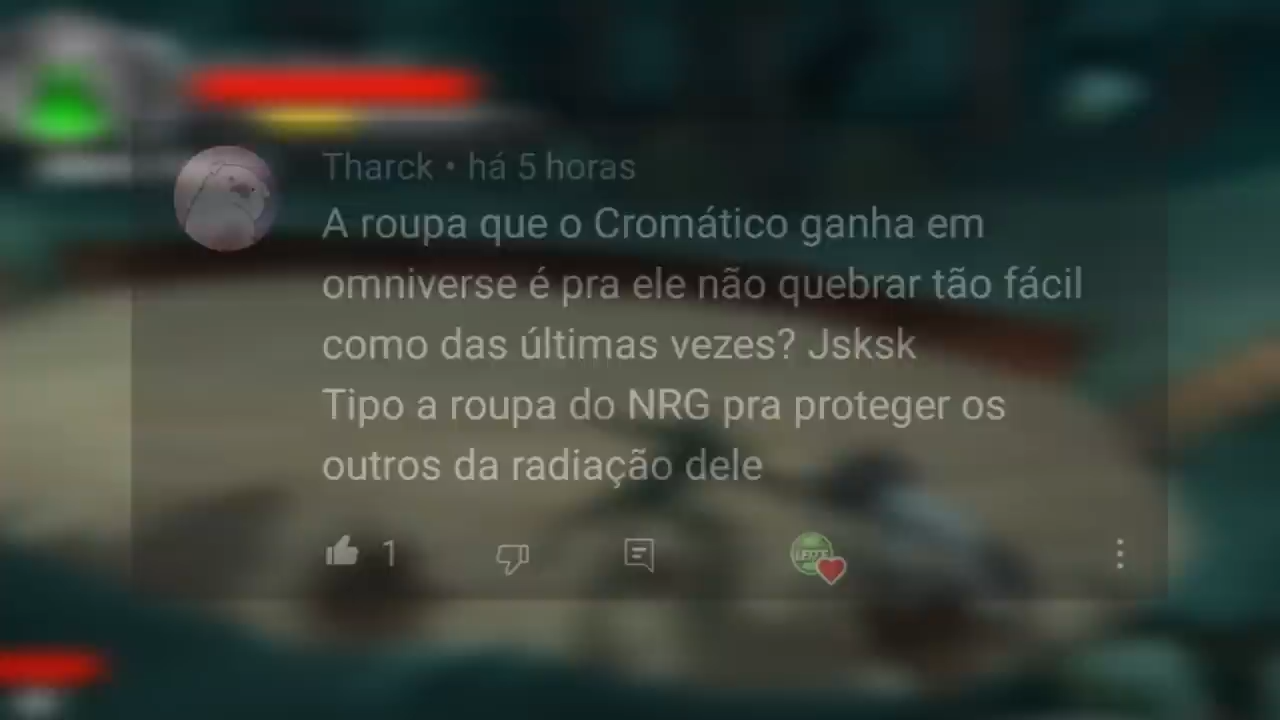 Tharck • há 5 horas
A roupa que o Cromático ganha em
omniverse é pra ele não quebrar tão fácil
como das últimas vezes? Jsksk
Tipo a roupa do NRG pra proteger os
outros da radiação dele
1